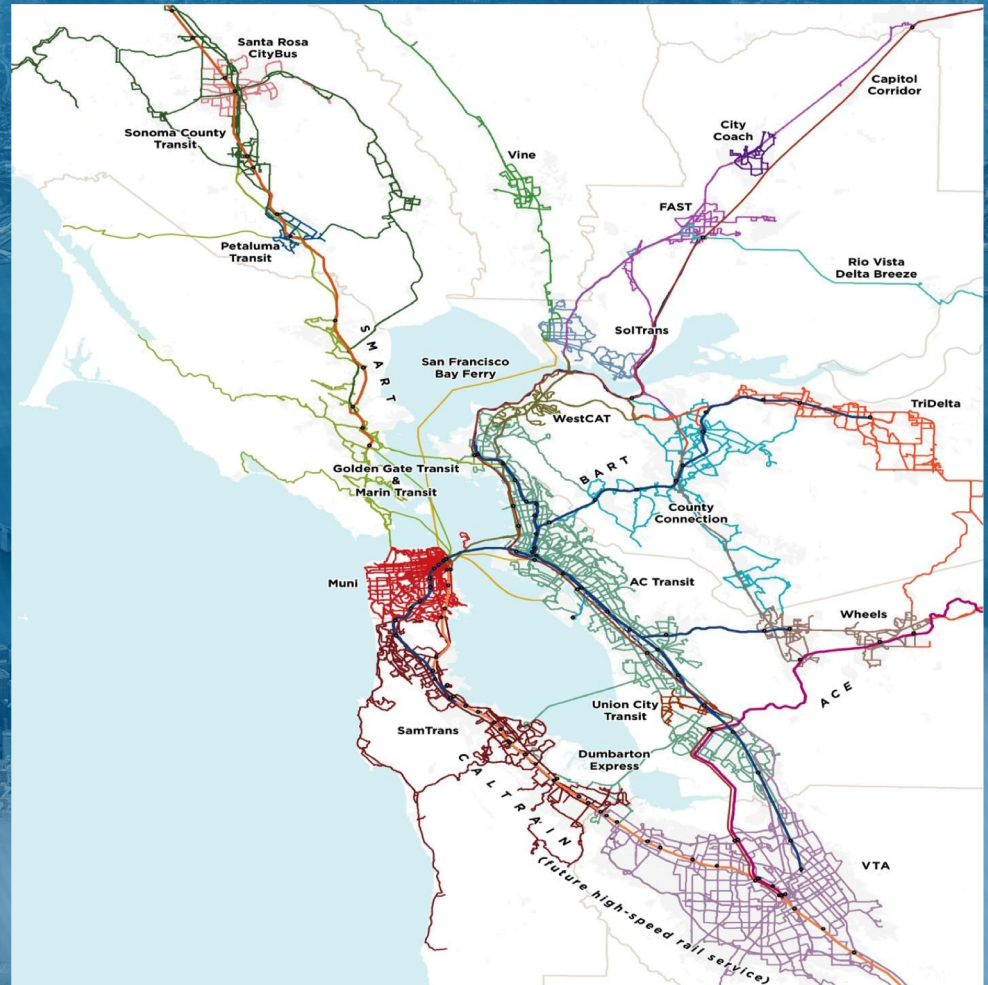 Santa Rosa
CityBus
Capitol
Corridor
City
Coach
Sonoma County
Transit
Vine
FAST
Petaluma
Transit
Rio Vista
Delta Breeze
SMART
SolTrans
San Francisco
Bay Ferry
TriDelta
WestCAT
BART
Golden Gate Transit
&
Marin Transit
County
Connection
Muni
AC Transit
Wheels
ACE
Union City
Transit
SamTrans
Dumbarton
Express
CALTRAIN
(future high-speed rail service)
VTA